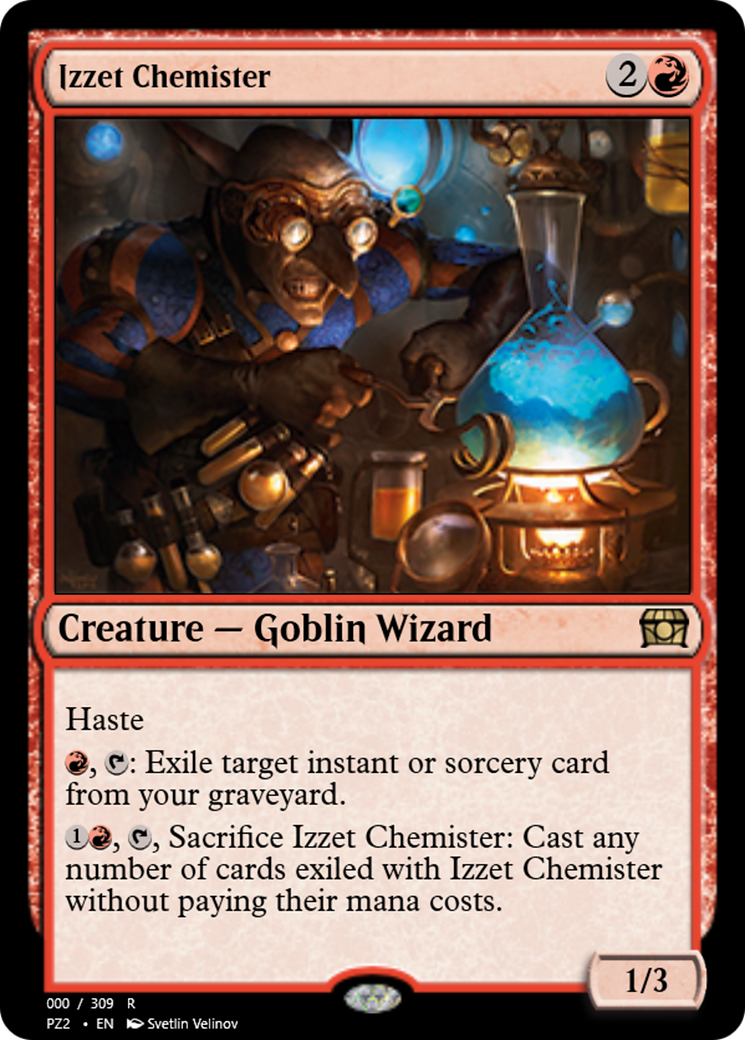 Izzet Chemister 2
Creature — Goblin Wizard
Haste
, : Exile target instant or sorcery card
from your graveyard.
1, , Sacrifice Izzet Chemister: Cast any
number of cards exiled with Izzet Chemister
without paying their mana costs.
1/3
000 / 309 R
PZ2 • EN Svetlin Velinov